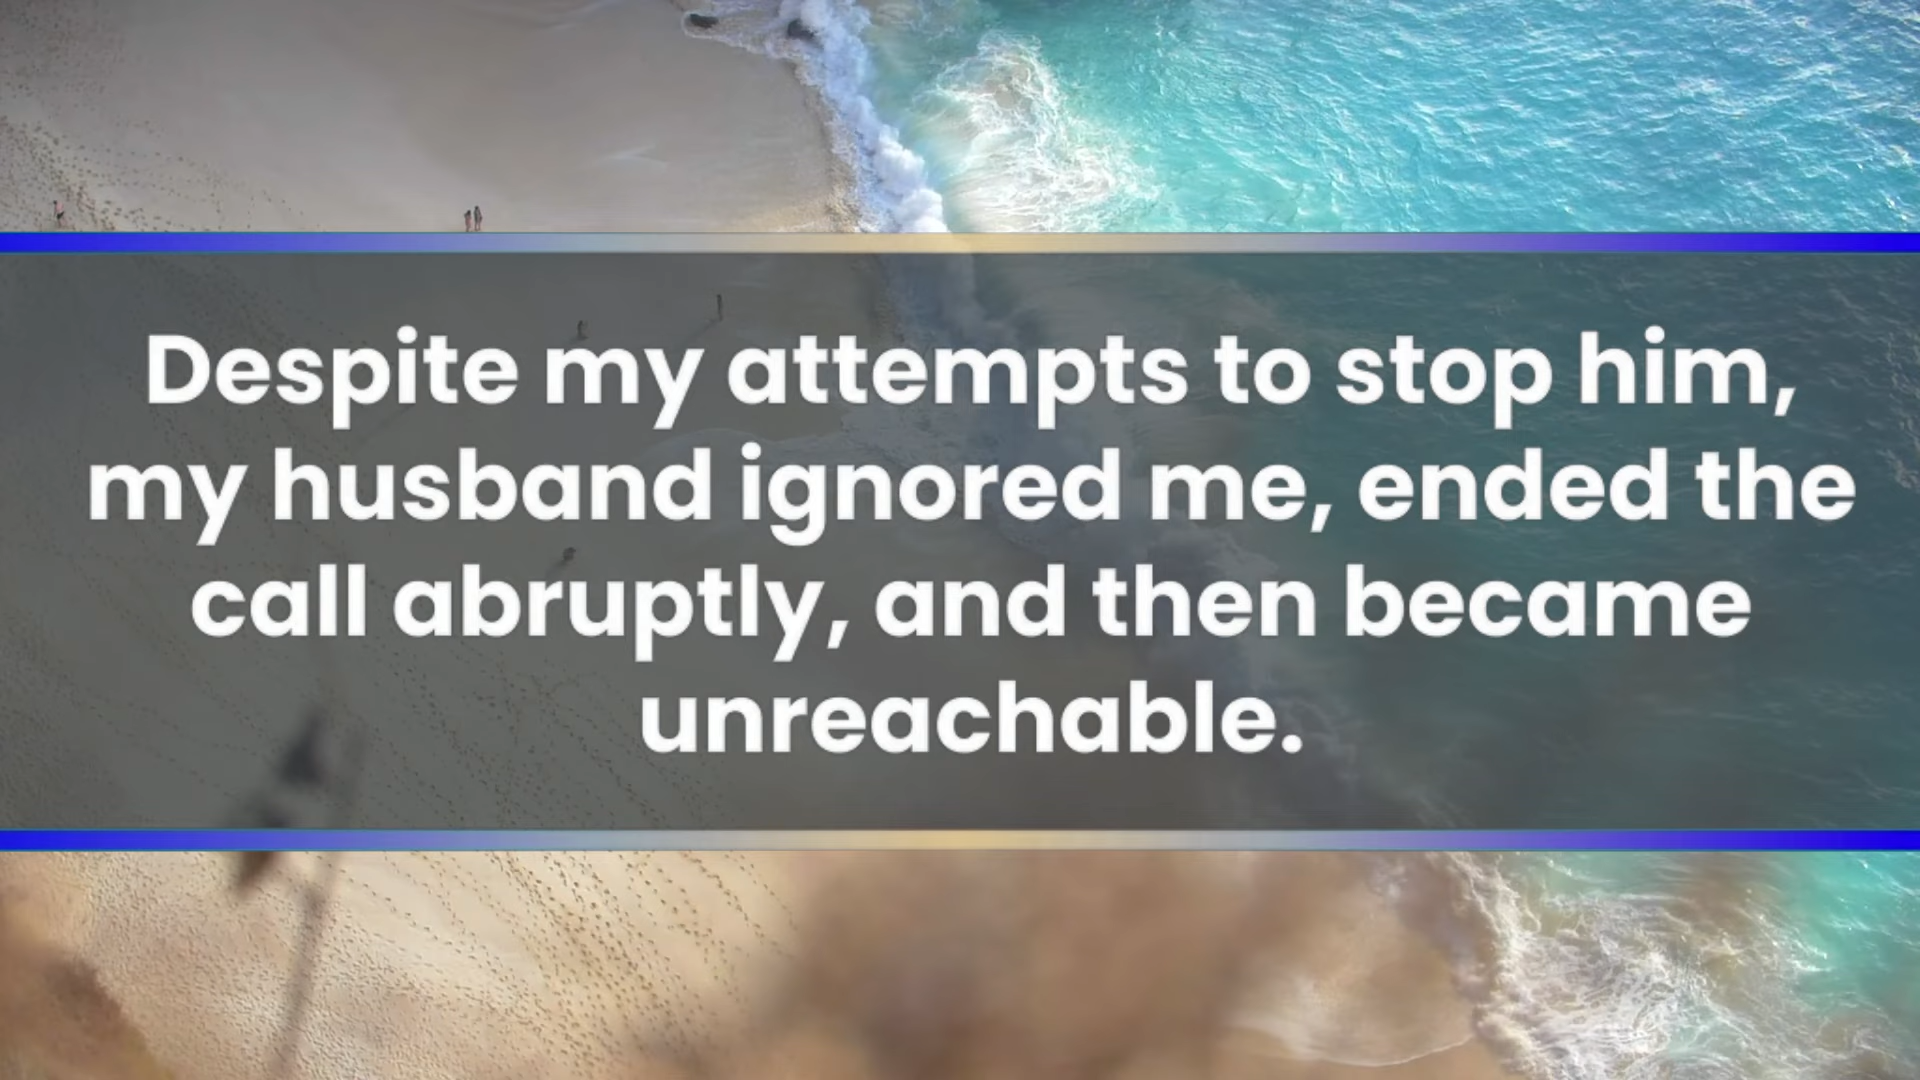 Despite my attempts to stop him,
my husband ignored me, ended the
call abruptly, and then became
unreachable.